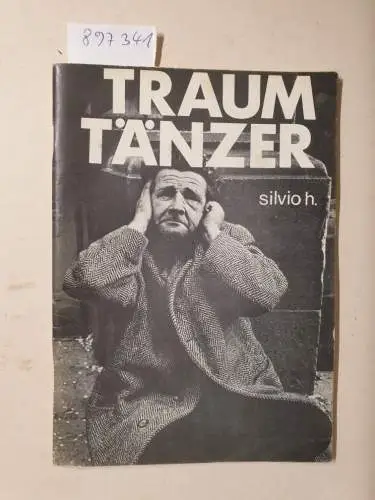 897341
TRAUM
TÄNZER
silvio h.